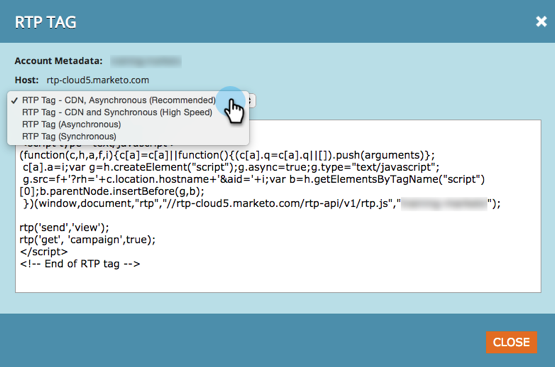 RTP TAG
Account Metadata:
Host: rtp-cloud5.marketo.com
✓ RTP Tag - CDN, Asynchronous (Recommended)
RTP Tag - CDN and Synchronous (High Speed)
RTP Tag (Asynchronous)
RTP Tag (Synchronous)
(function(c,h,a,f,i){c[a]=c[a]||function(){(c[a].q=c[a].q||[]).push(arguments)};
c[a].a=i;var g=h.createElement("script");g.async=true;g.type="text/javascript";
g.src=f+'?rh='+c.location.hostname+'&aid='+i;var b=h.getElementsByTagName("script")
[0];b.parentNode.insertBefore(g,b);
})(window,document,"rtp","//rtp-cloud5.marketo.com/rtp-api/v1/rtp.js","");
rtp('send','view');
rtp('get', 'campaign',true);
</script>
<!-- End of RTP tag -->
CLOSE